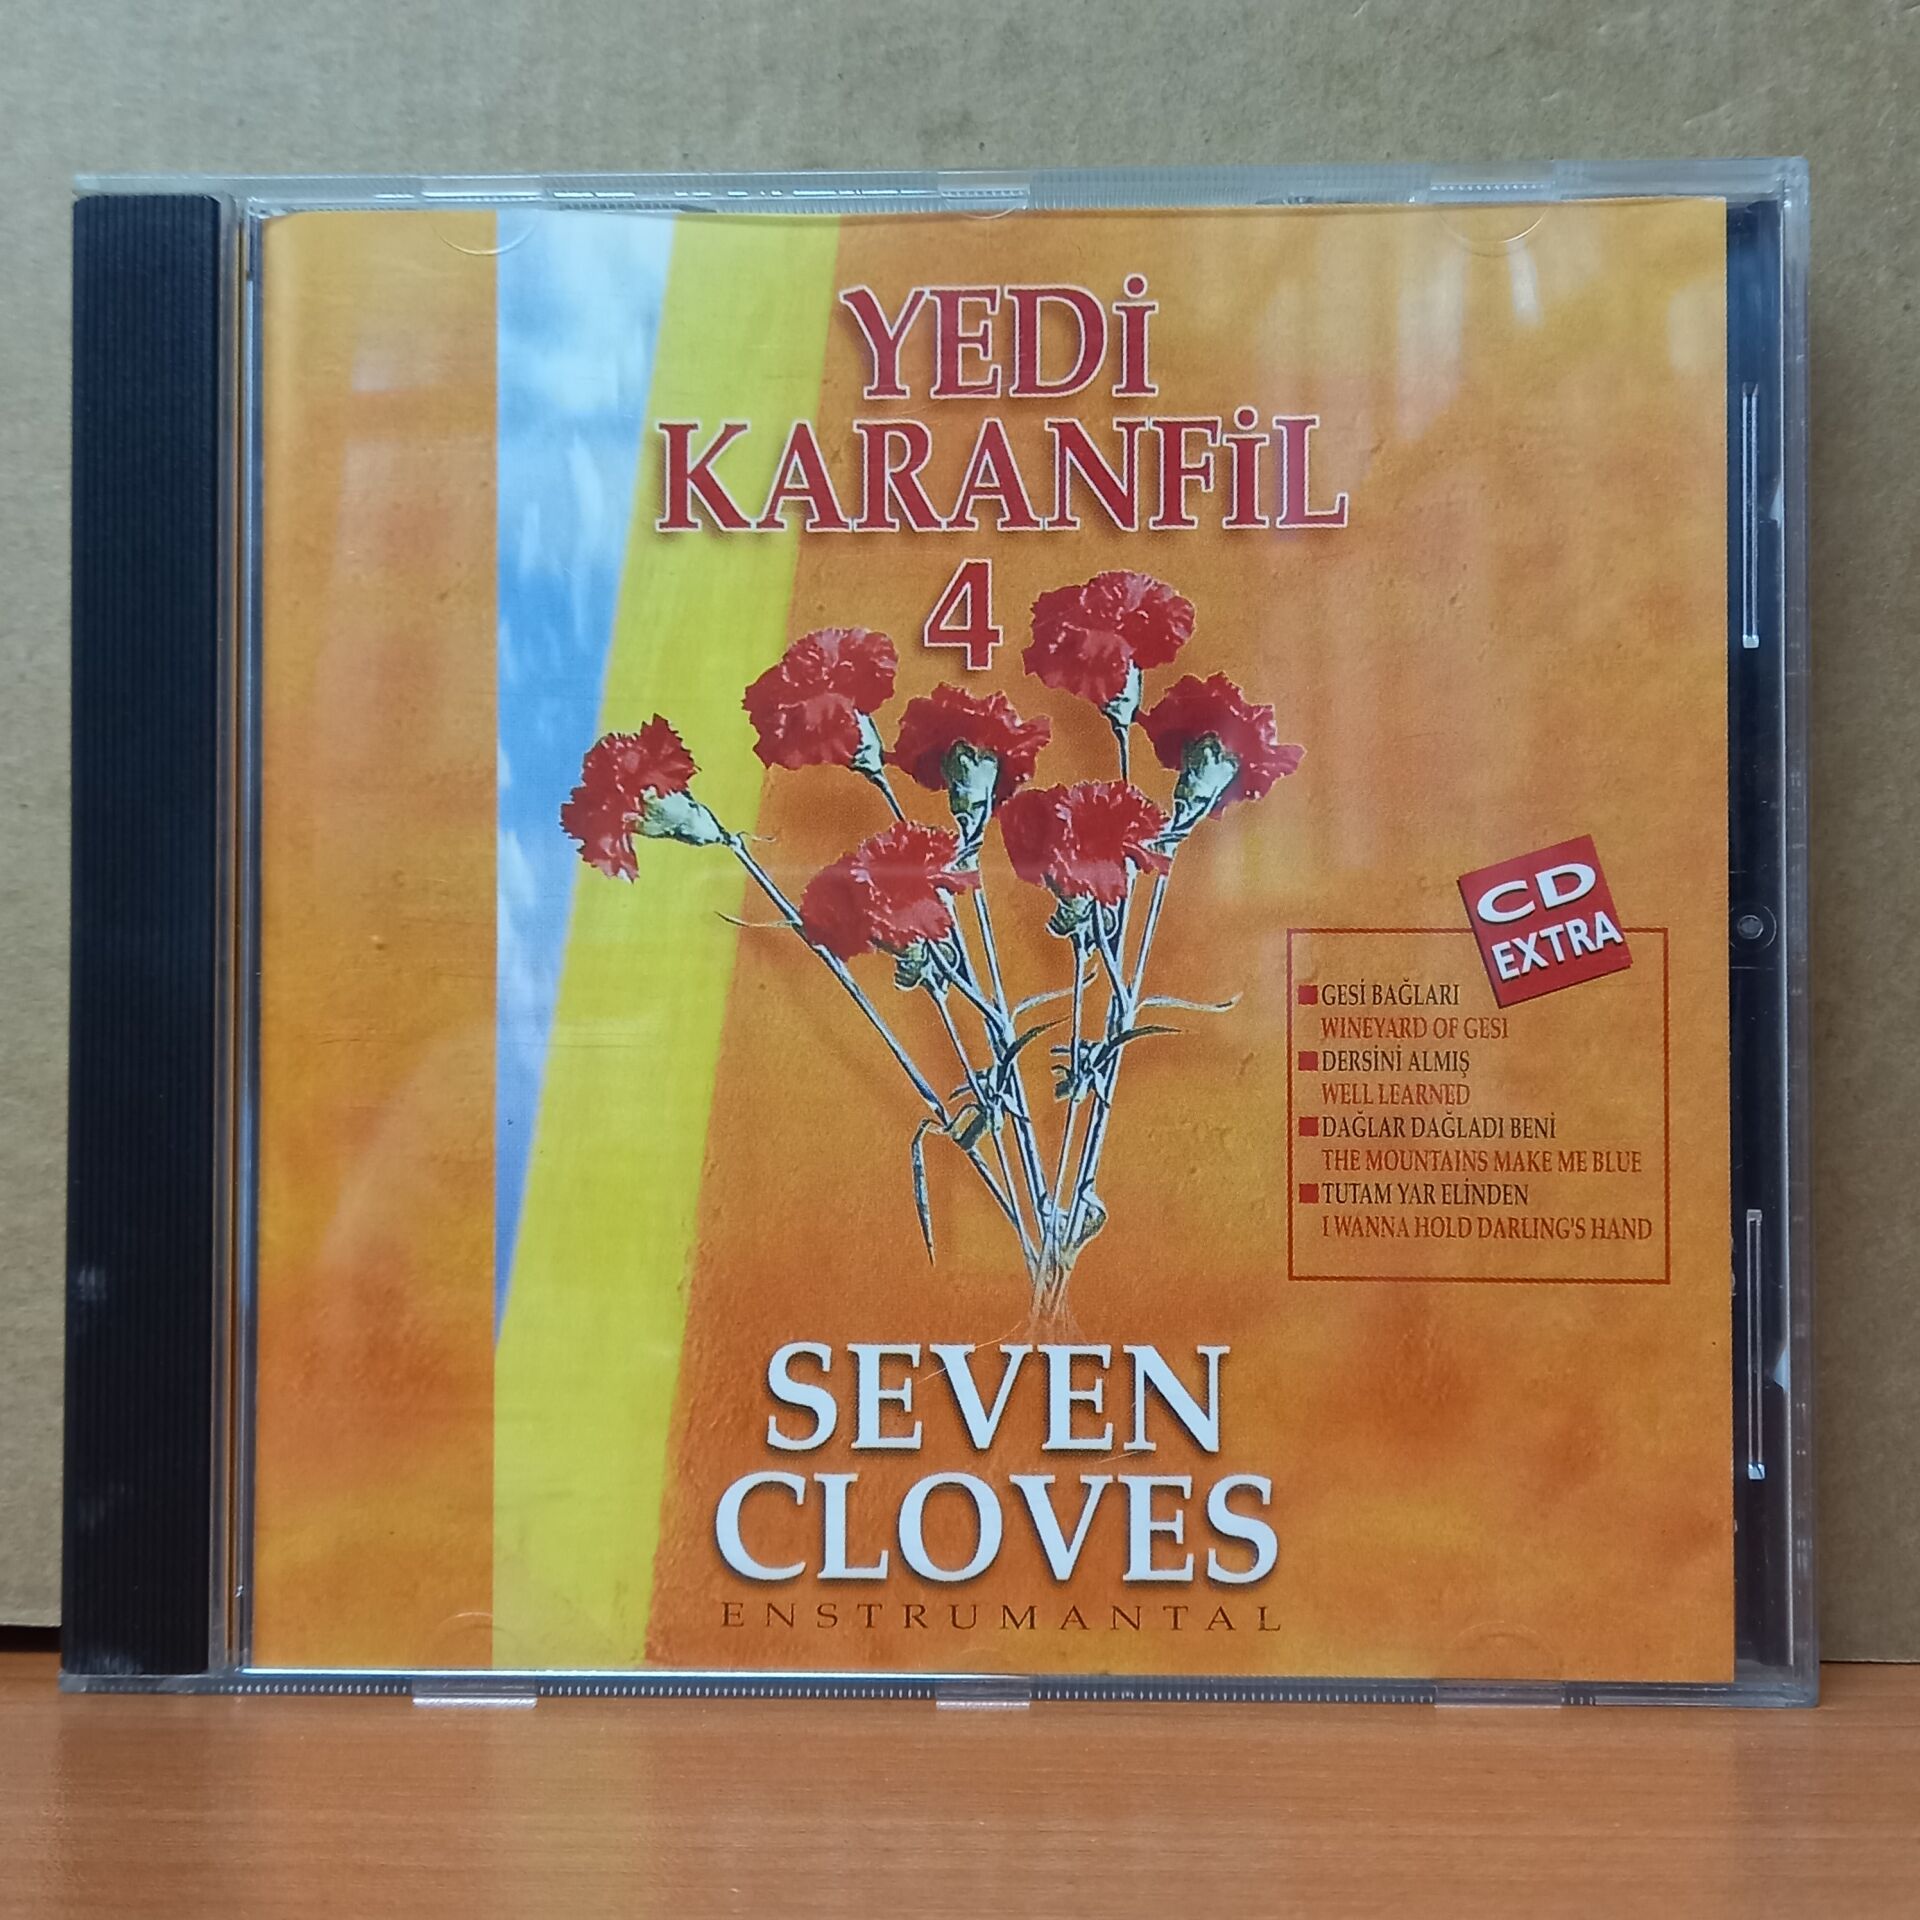 YEDİ
KARANFİL
4
CD
EXTRA
GESİ BAĞLARI
WINEYARD OF GESI
DERSİNİ ALMIŞ
WELL LEARNED
DAĞLAR DAĞLADI BENİ
THE MOUNTAINS MAKE ME BLUE
TUTAM YAR ELİNDEN
I WANNA HOLD DARLING'S HAND
SEVEN
CLOVES
ENSTRUMANTAL